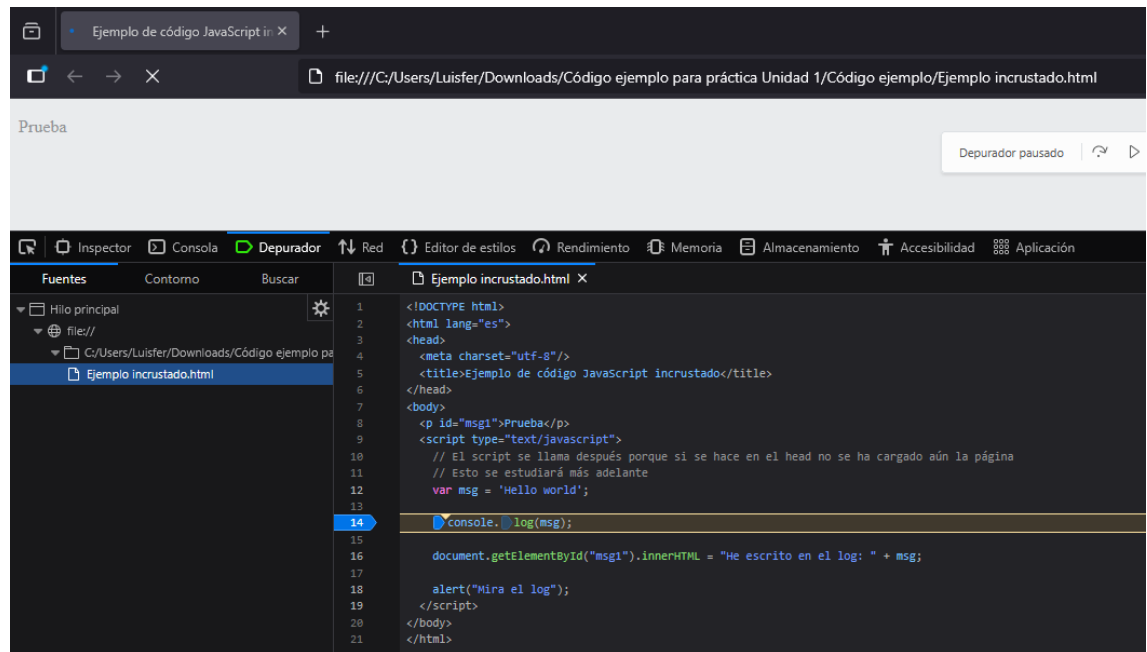 Ejemplo de código JavaScript in
file:///C:/Users/Luisfer/Downloads/Código ejemplo para práctica Unidad 1/Código ejemplo/Ejemplo incrustado.html
Prueba
Depurador pausado
Inspector Consola Depurador Red Editor de estilos Rendimiento Memoria Almacenamiento Accesibilidad Aplicación
Fuentes Contorno Buscar
Hilo principal
file://
C:/Users/Luisfer/Downloads/Código ejemplo pa
Ejemplo incrustado.html
Ejemplo incrustado.html
1 <!DOCTYPE html>
2 <html lang="es">
3 <head>
4 <meta charset="utf-8"/>
5 <title>Ejemplo de código JavaScript incrustado</title>
6 </head>
7 <body>
8 <p id="msg1">Prueba</p>
9 <script type="text/javascript">
10 // El script se llama después porque si se hace en el head no se ha cargado aún la página
11 // Esto se estudiará más adelante
12 var msg = 'Hello world';
13
14 console.log(msg);
15
16 document.getElementById("msg1").innerHTML = "He escrito en el log: " + msg;
17
18 alert("Mira el log");
19 </script>
20 </body>
21 </html>